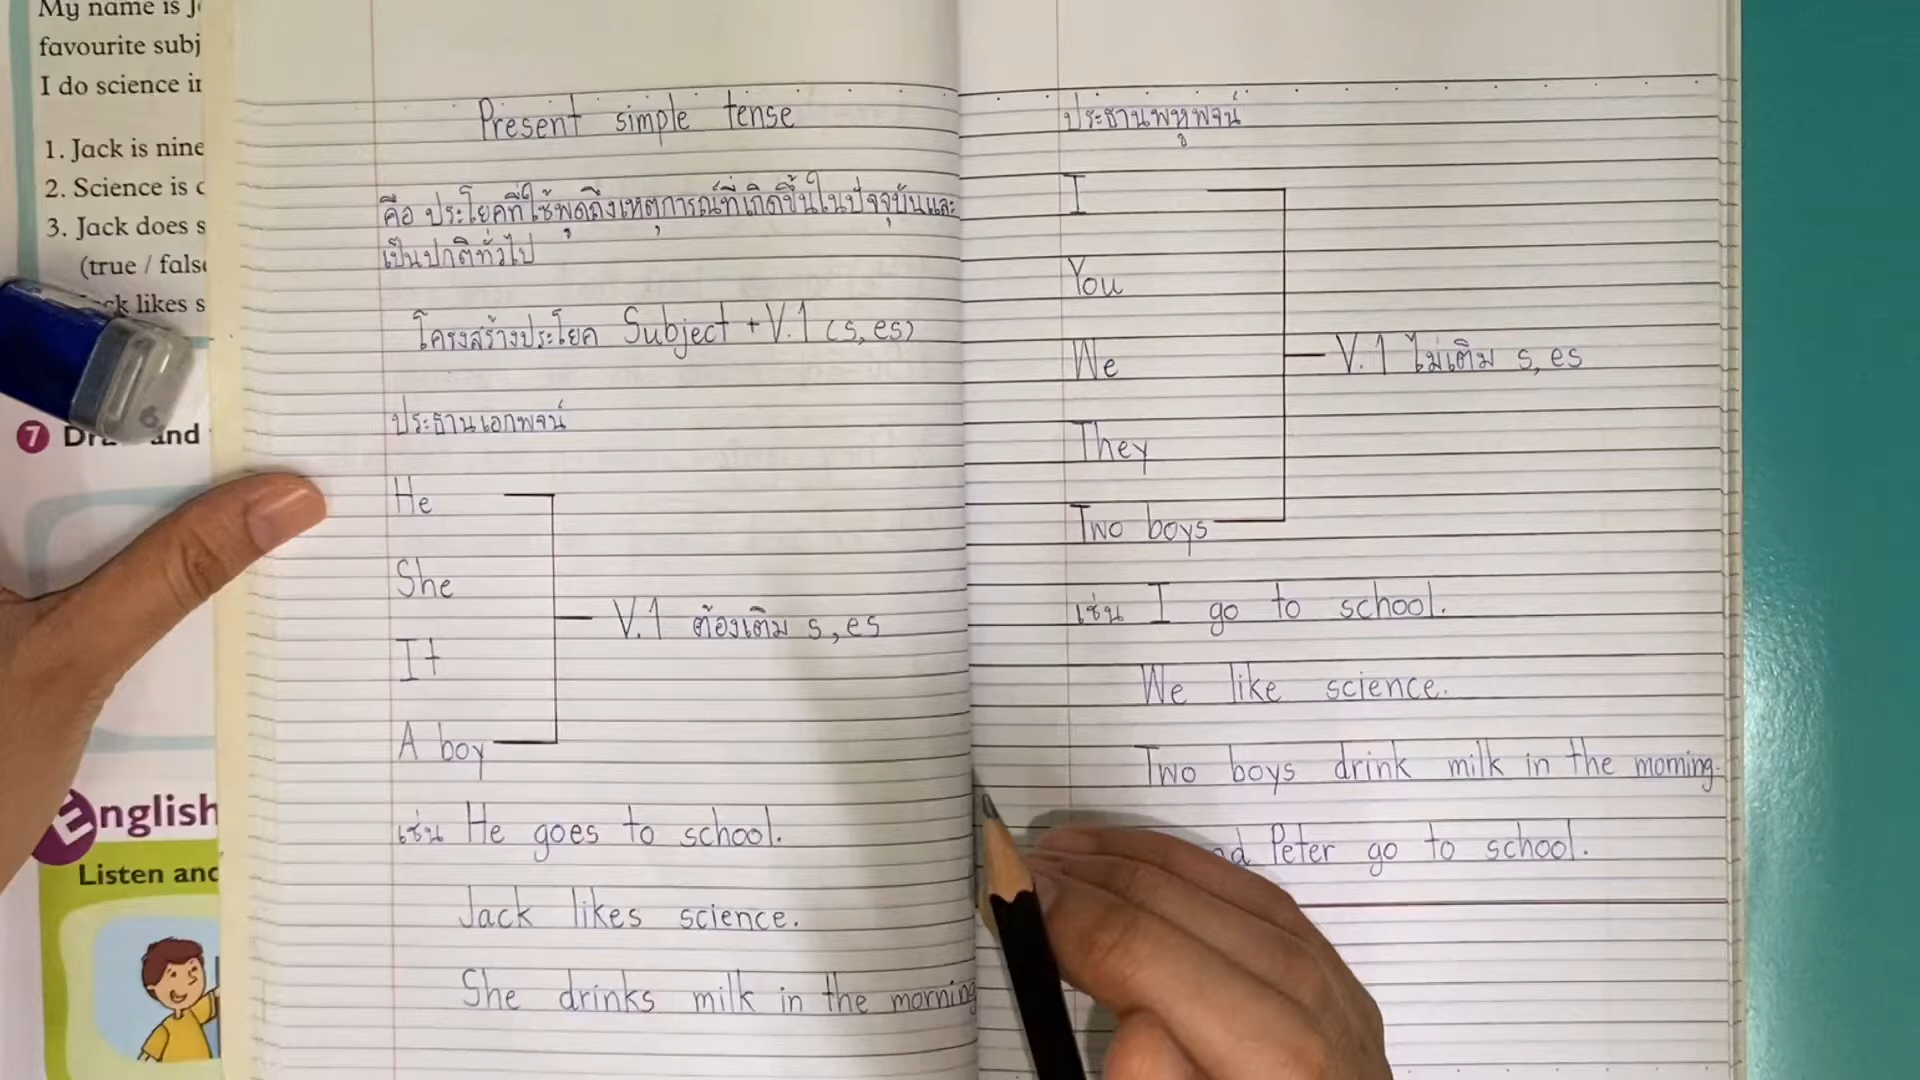 My name is J
favourite subj
I do science in
1. Jack is nine
2. Science is
3. Jack does s
(true / fals
likes s
7
and
English
Listen and
Present simple tense
คือ ประโยคที่ใช้พูดถึงเหตุการณ์ที่เกิดขึ้นในปัจจุบันและ
เป็นปกติทั่วไป
โครงสร้างประโยค Subject + V.1 (s, es)
ประธานเอกพจน์
He
She
It
A boy
V.1 ต้องเติม s, es
เช่น He goes to school.
Jack likes science.
She drinks milk in the morning
ประธานพหูพจน์
I
You
We
They
Two boys
V.1 ไม่เติม s, es
เช่น I go to school.
We like science.
Two boys drink milk in the morning.
Peter go to school.